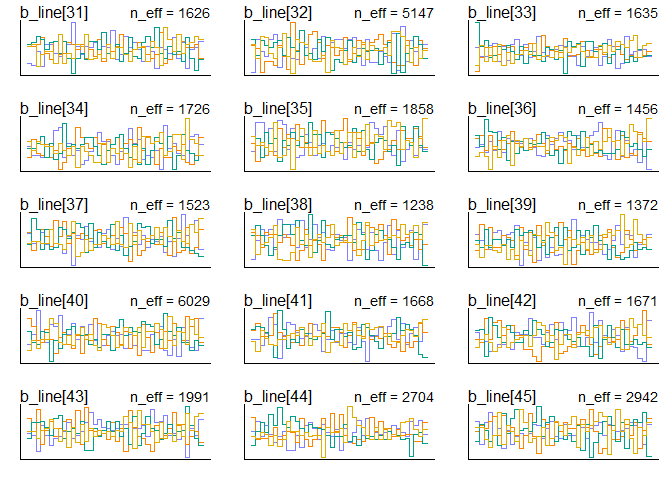 b_line[31] n_eff = 1626 b_line[32] n_eff = 5147 b_line[33] n_eff = 1635
b_line[34] n_eff = 1726 b_line[35] n_eff = 1858 b_line[36] n_eff = 1456
b_line[37] n_eff = 1523 b_line[38] n_eff = 1238 b_line[39] n_eff = 1372
b_line[40] n_eff = 6029 b_line[41] n_eff = 1668 b_line[42] n_eff = 1671
b_line[43] n_eff = 1991 b_line[44] n_eff = 2704 b_line[45] n_eff = 2942